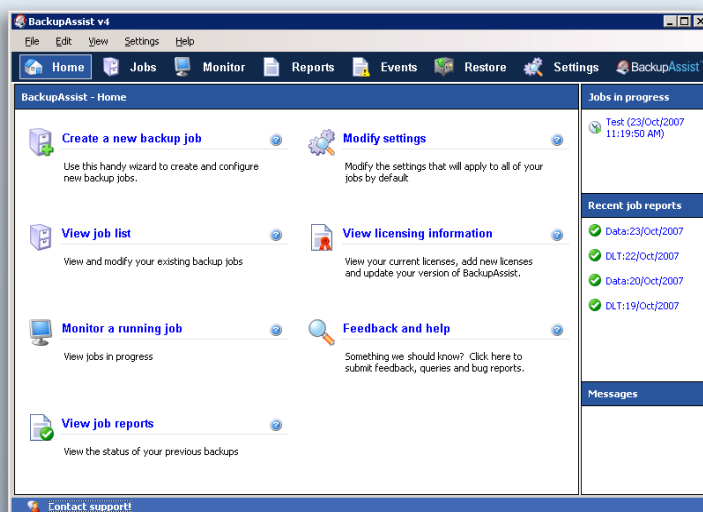 BackupAssist v4
File Edit View Settings Help
Home Jobs Monitor Reports Events Restore Settings BackupAssist
BackupAssist - Home
Create a new backup job
Use this handy wizard to create and configure
new backup jobs.
Modify settings
Modify the settings that will apply to all of your
jobs by default
View job list
View and modify your existing backup jobs
View licensing information
View your current licenses, add new licenses
and update your version of BackupAssist.
Monitor a running job
View jobs in progress
Feedback and help
Something we should know? Click here to
submit feedback, queries and bug reports.
View job reports
View the status of your previous backups
Jobs in progress
Test (23/Oct/2007
11:19:50 AM)
Recent job reports
Data:23/Oct/2007
DLT:22/Oct/2007
Data:20/Oct/2007
DLT:19/Oct/2007
Messages
Contact support!